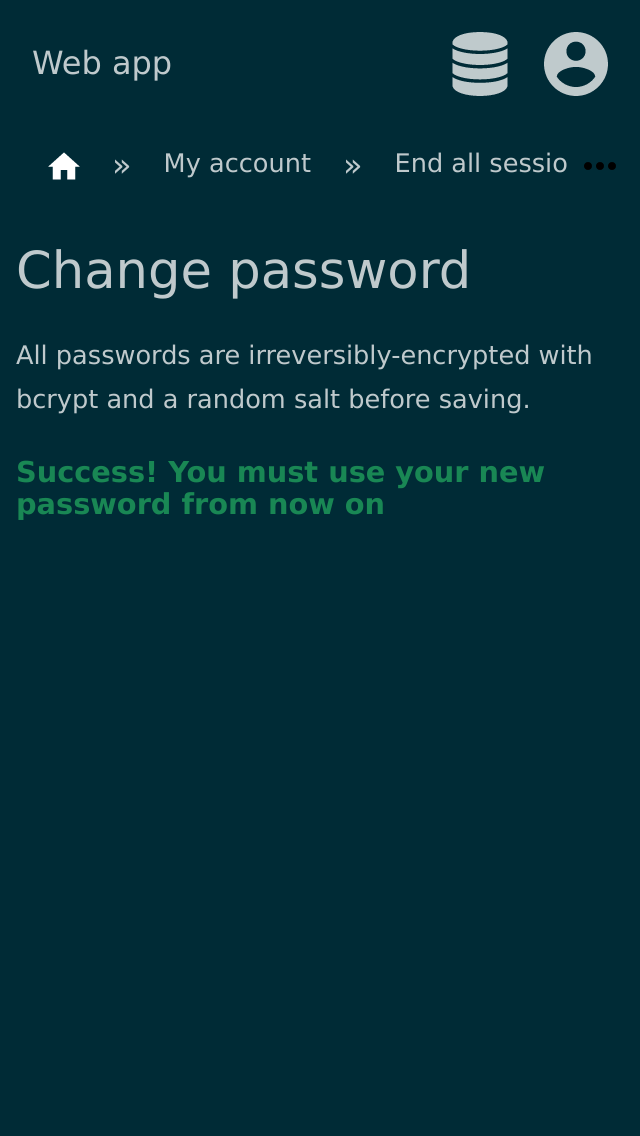 Web app
» My account » End all sessio •••
Change password
All passwords are irreversibly-encrypted with
bcrypt and a random salt before saving.
Success! You must use your new
password from now on